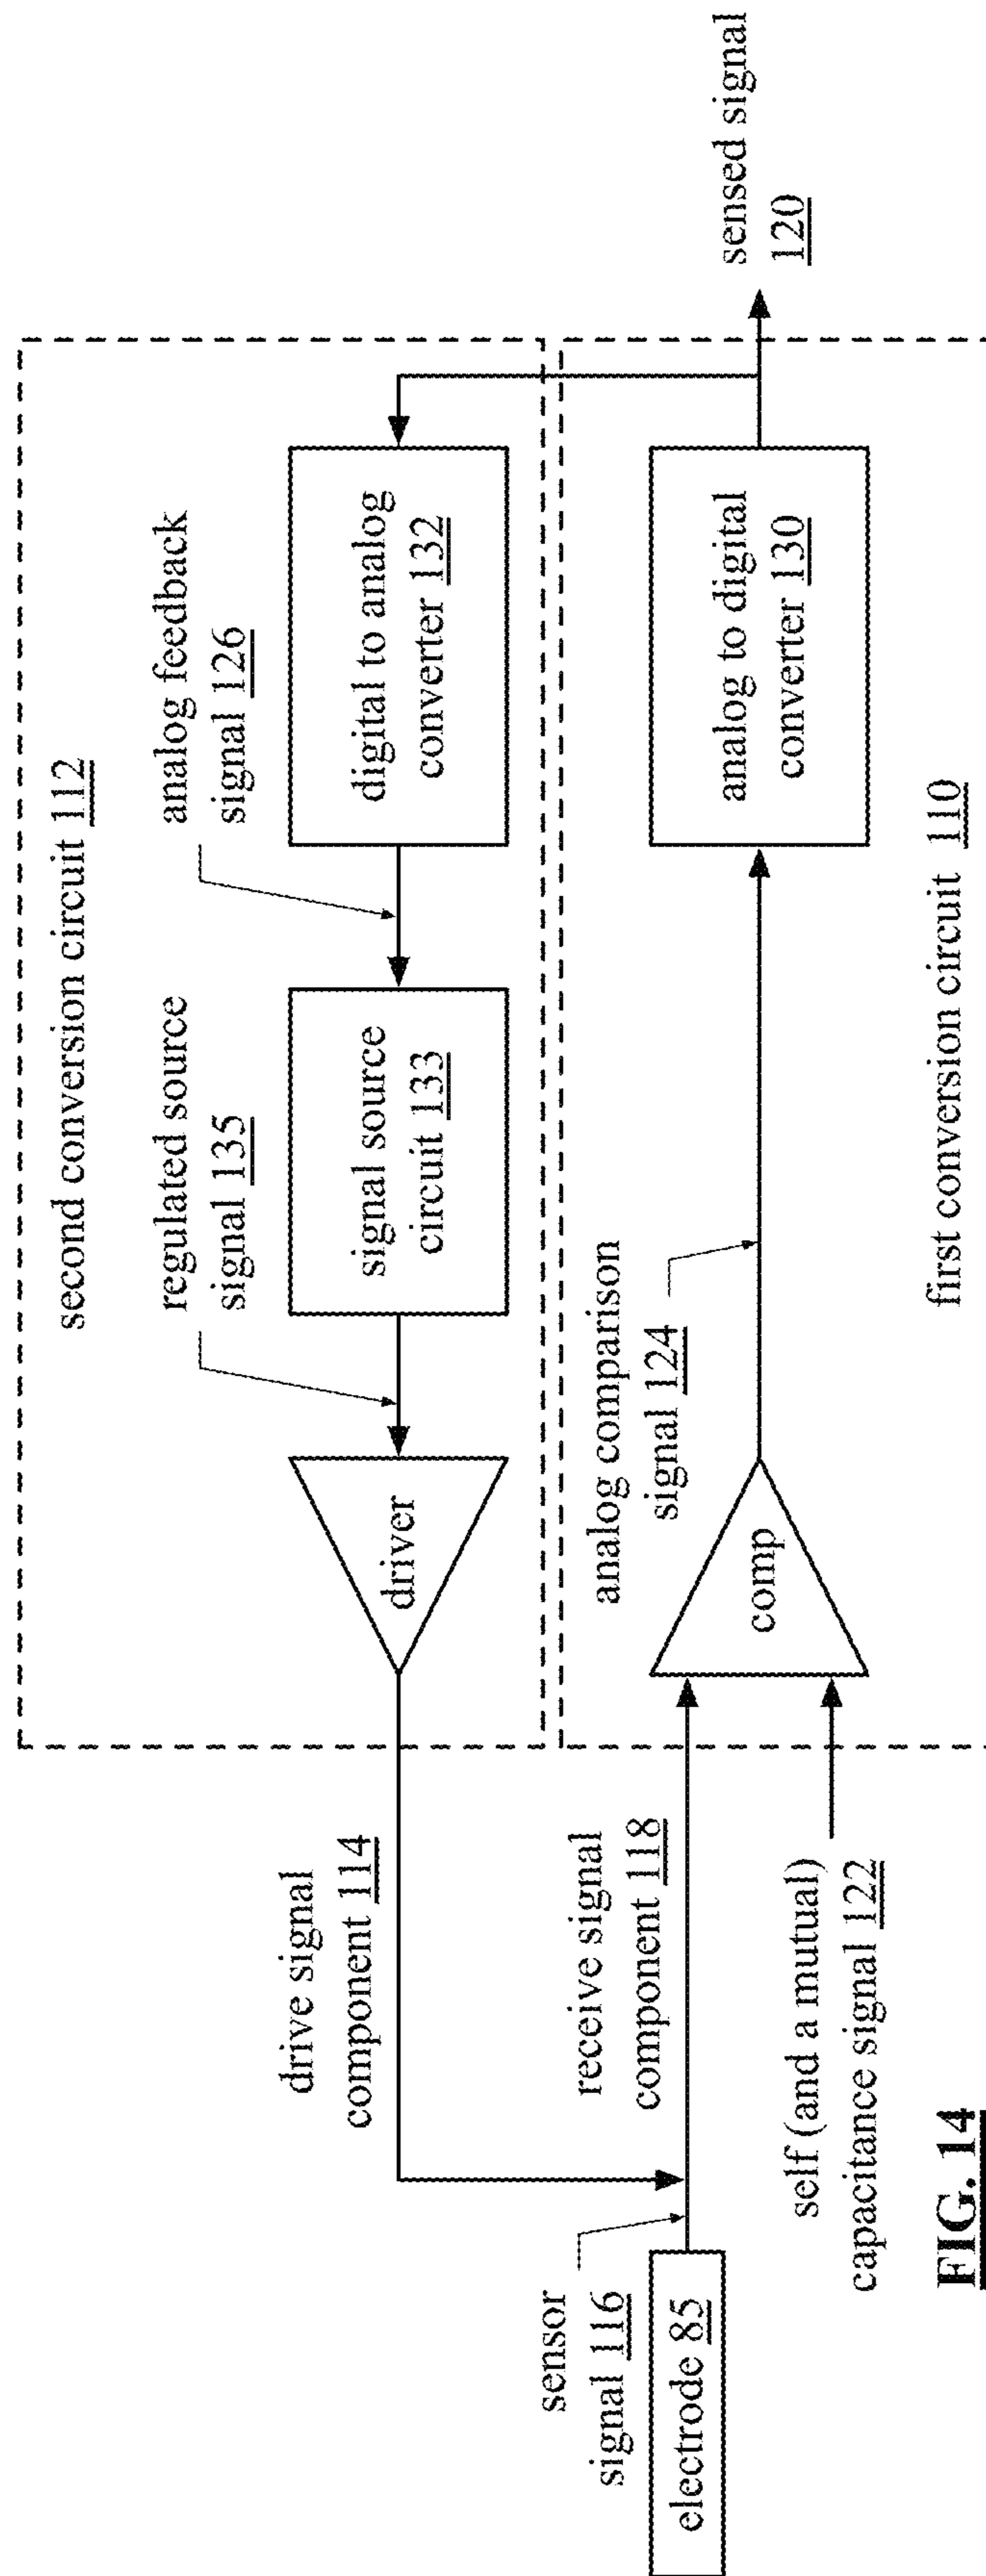 second conversion circuit 112
regulated source
signal 135
analog feedback
signal 126
driver
signal source
circuit 133
digital to analog
converter 132
drive signal
component 114
sensed signal
120
sensor
signal 116
electrode 85
receive signal
component 118
analog comparison
signal 124
comp
analog to digital
converter 130
self (and a mutual)
capacitance signal 122
first conversion circuit 110
FIG. 14